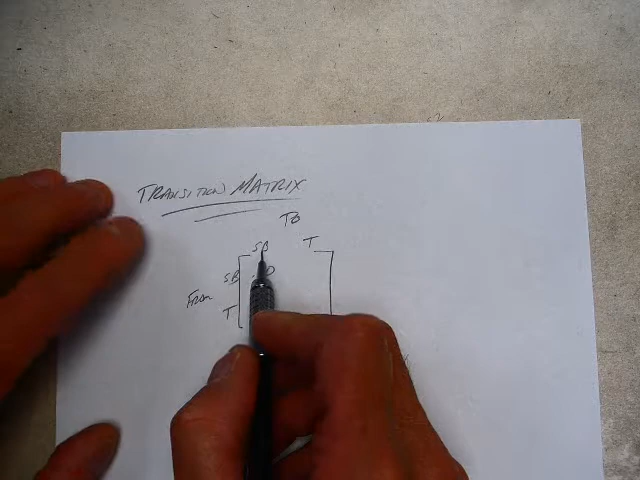 TRANSITION MATRIX
TO
SB T
SB
From
T